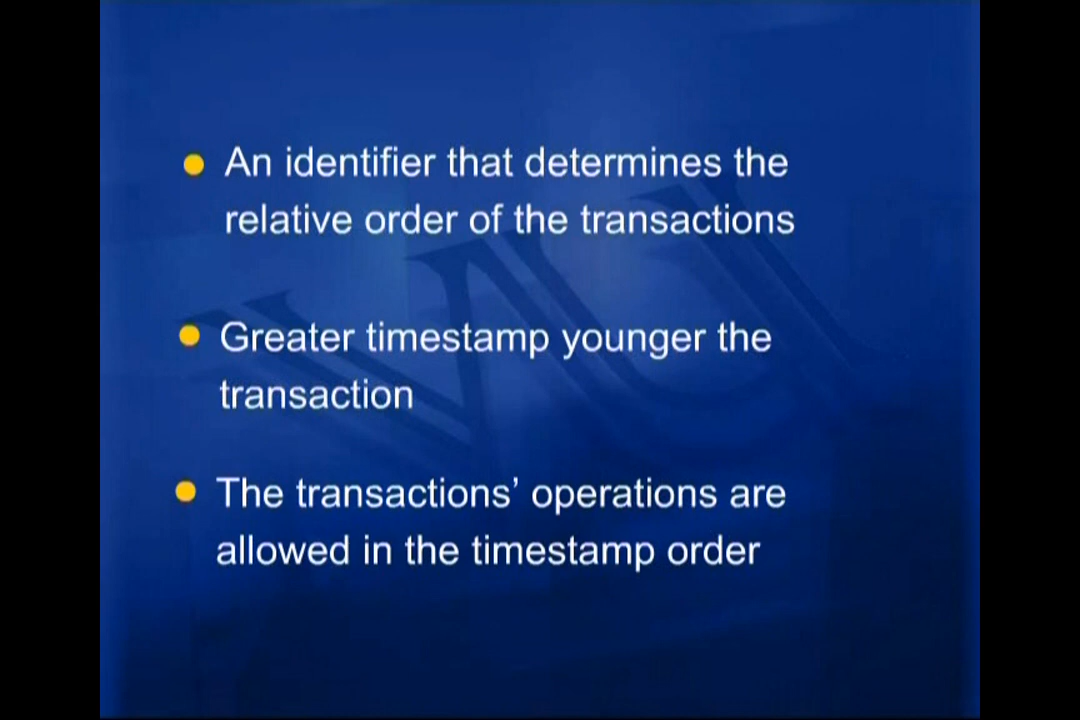 An identifier that determines the
relative order of the transactions
Greater timestamp younger the
transaction
The transactions’ operations are
allowed in the timestamp order
VU